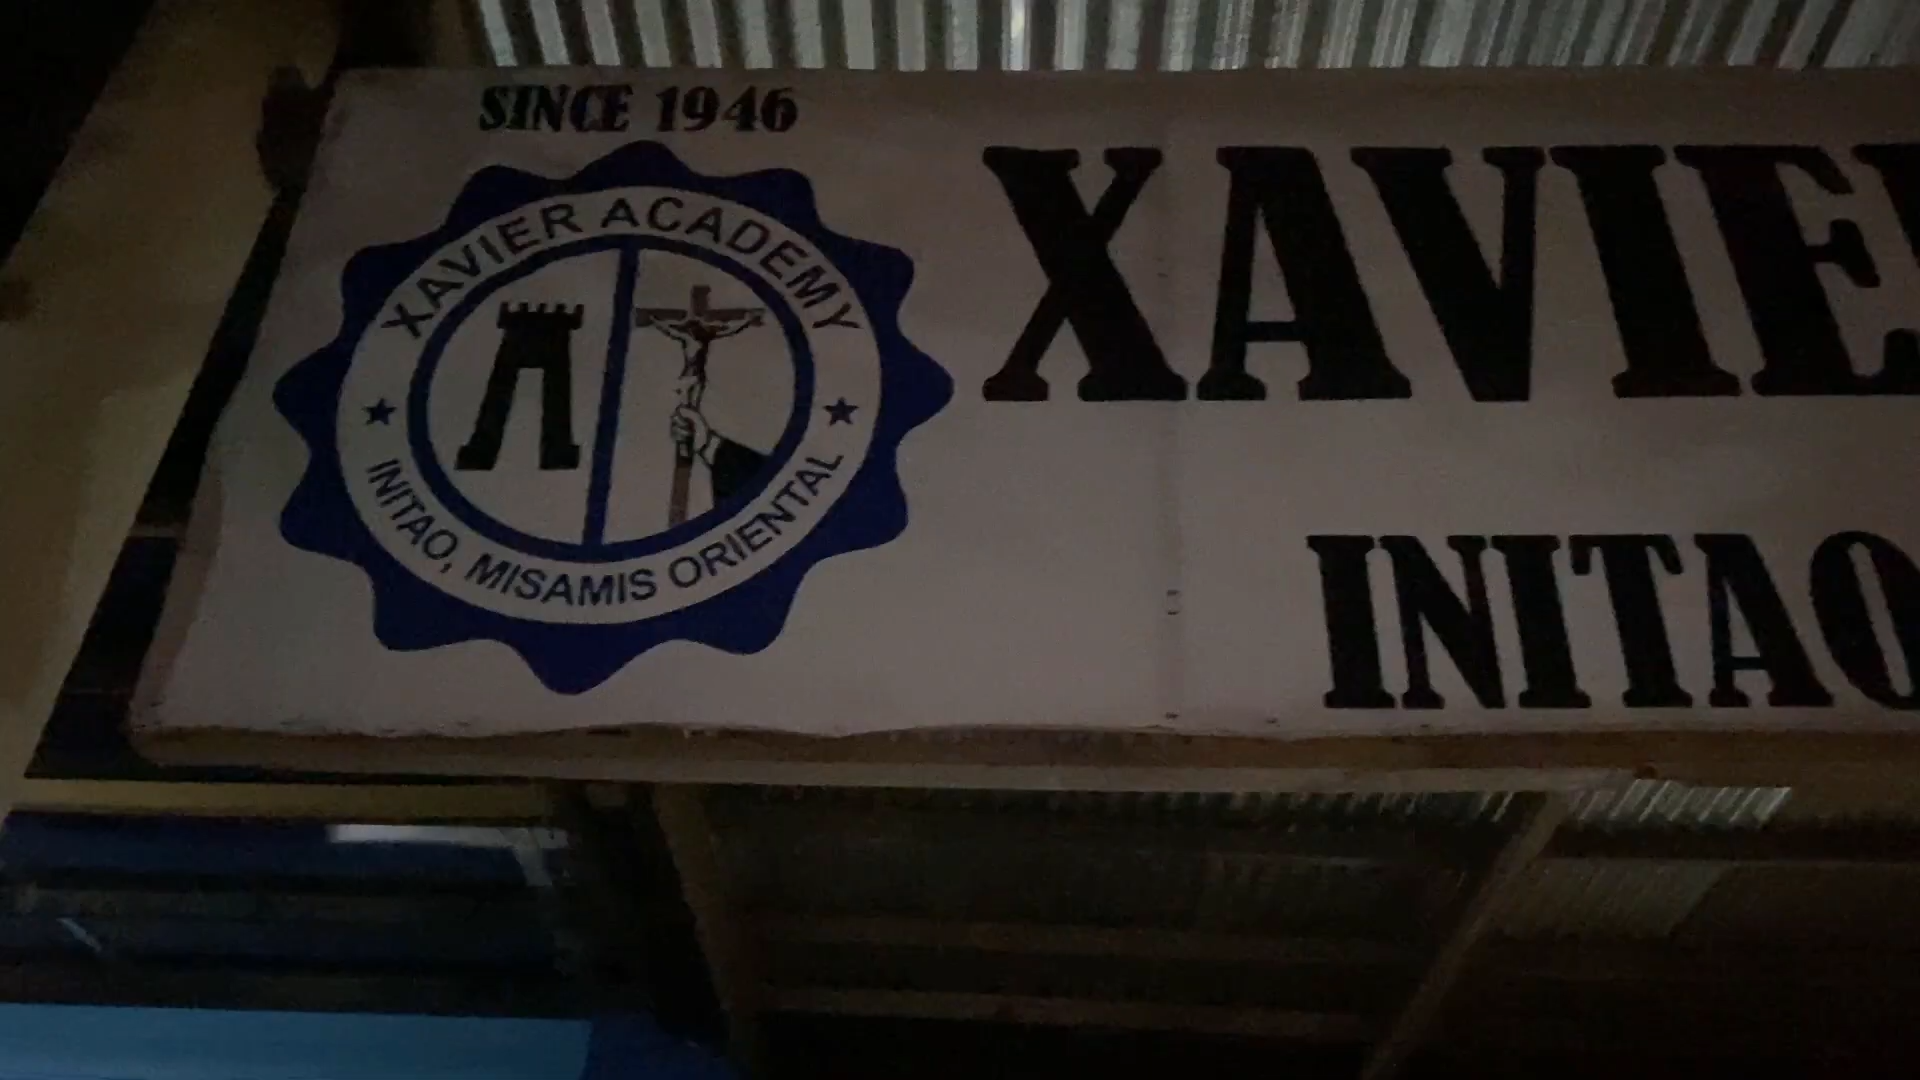 SINCE 1946
XAVIER ACADEMY
INITAO, MISAMIS ORIENTAL
XAVIE
INITAO